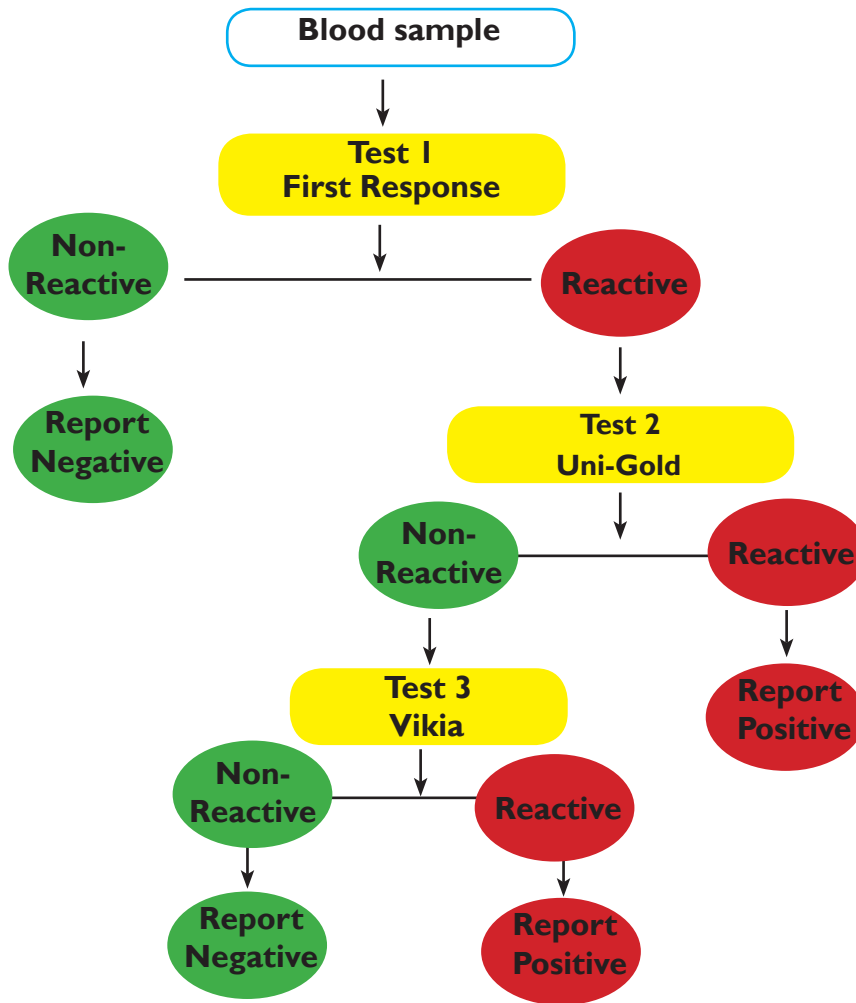 Blood sample
Test 1
First Response
Non-
Reactive
Reactive
Report
Negative
Test 2
Uni-Gold
Non-
Reactive
Reactive
Test 3
Vikia
Report
Positive
Non-
Reactive
Reactive
Report
Negative
Report
Positive